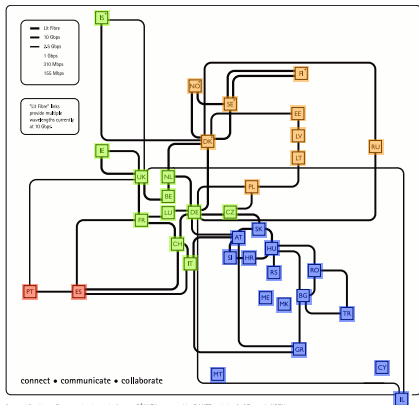 IS
Lit Fibre
10 Gbps
2.5 Gbps
1 Gbps
310 Mbps
155 Mbps
"Lit Fibre" links
provide multiple
wavelengths currently
at 10 Gbps.
FI
NO
SE
EE
DK
LV
RU
IE
LT
UK
NL
PL
BE
LU
DE
CZ
FR
SK
AT
CH
HU
SI
HR
IT
RO
RS
PT
ES
ME
BG
MK
TR
GR
MT
CY
connect • communicate • collaborate
IL